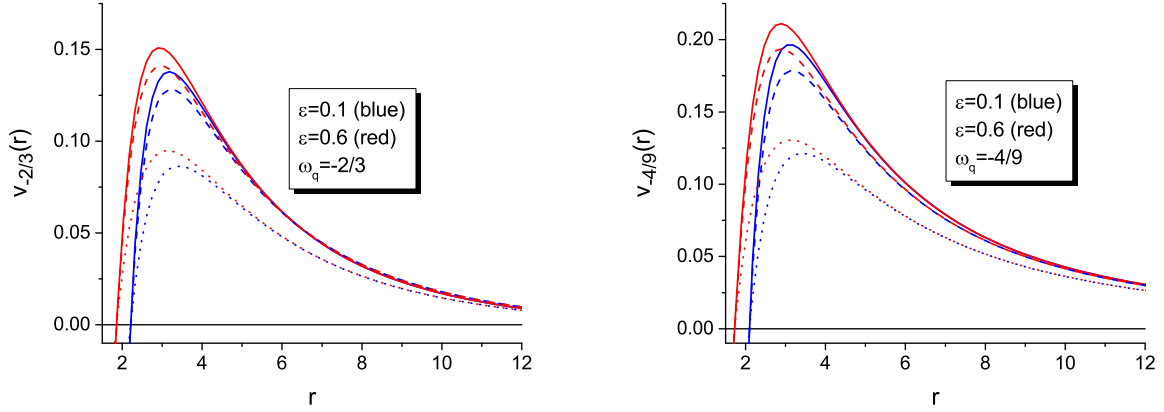 0.15
0.10
0.05
0.00
v-2/3(r)
ε=0.1 (blue)
ε=0.6 (red)
ωq=-2/3
2 4 6 8 10 12
r
0.20
0.15
0.10
0.05
0.00
v-4/9(r)
ε=0.1 (blue)
ε=0.6 (red)
ωq=-4/9
2 4 6 8 10 12
r